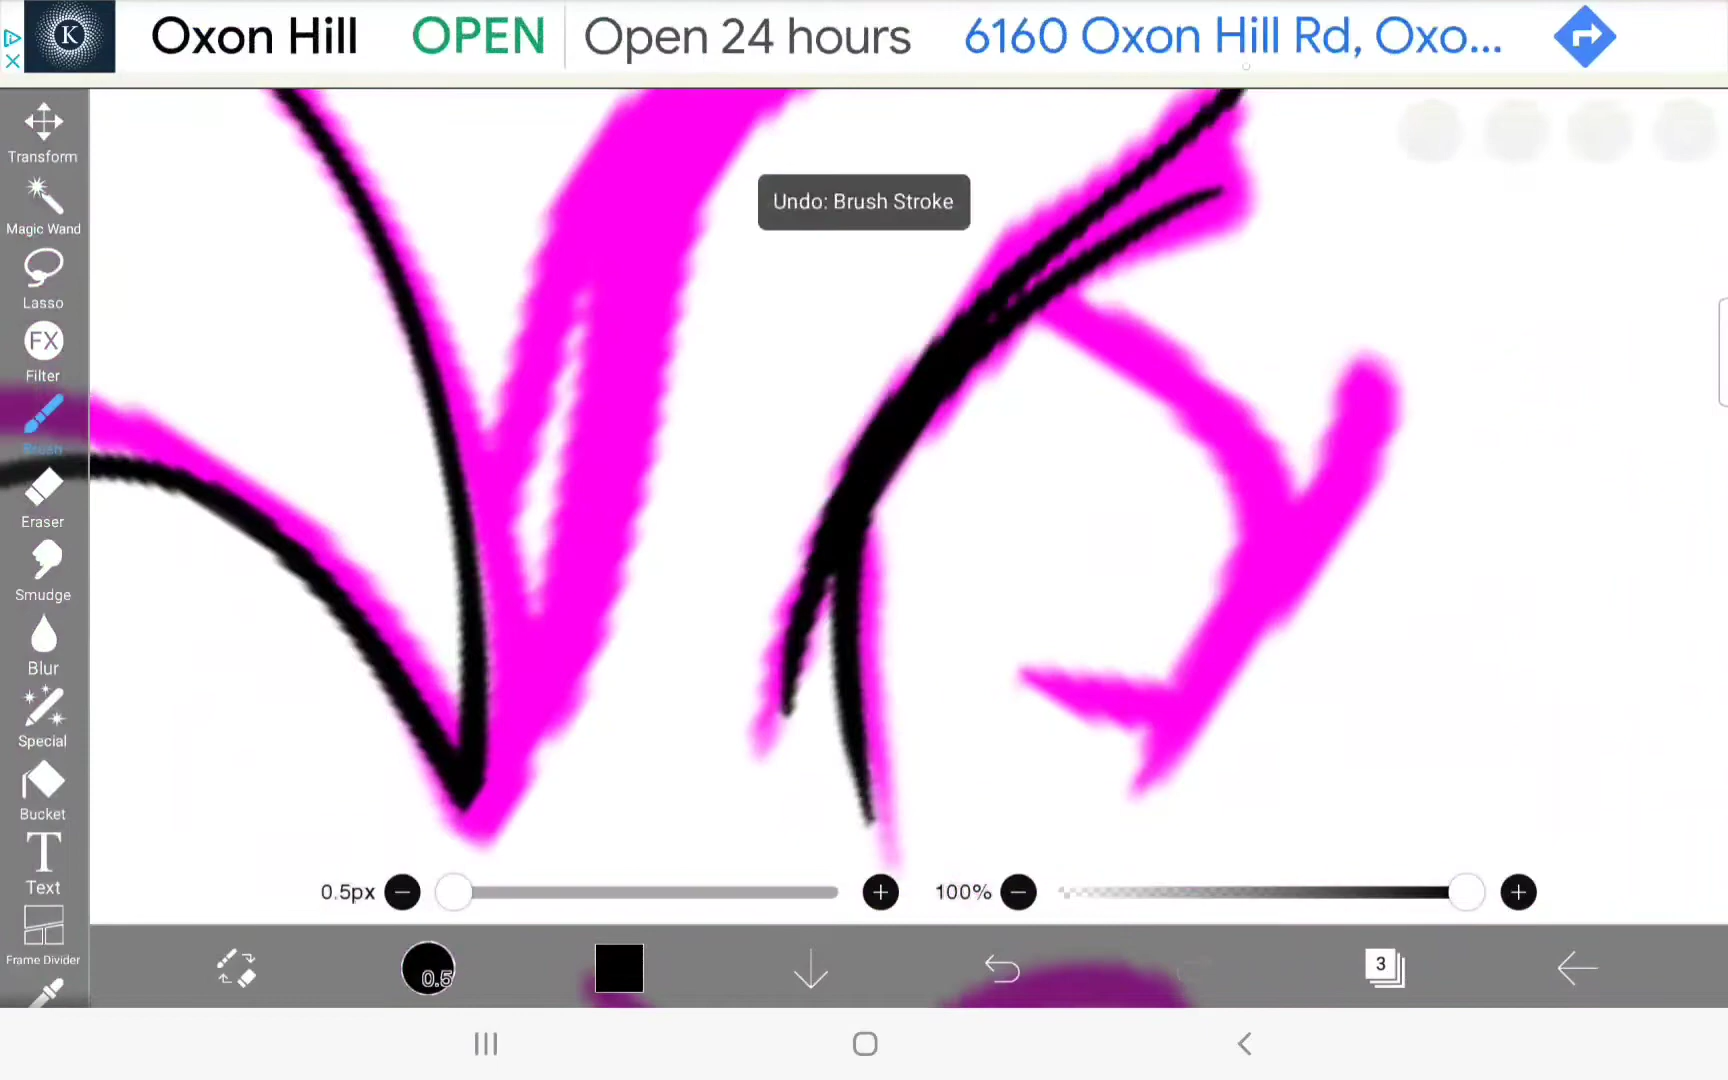 K
Oxon Hill
OPEN
Open 24 hours
6160 Oxon Hill Rd, Oxo...
Transform
Magic Wand
Lasso
FX
Filter
Brush
Eraser
Smudge
Blur
Special
Bucket
T
Text
Frame Divider
Undo: Brush Stroke
0.5px
100%
0.5
3